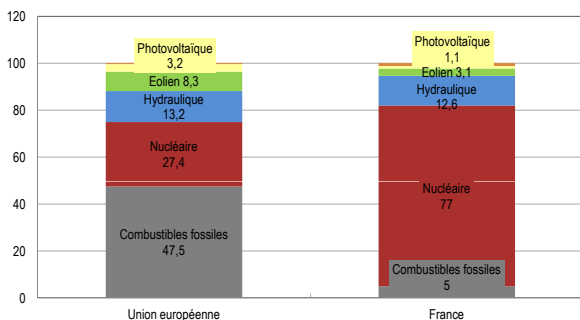 120
100
80
60
40
20
0
Photovoltaïque
3,2
Eolien 8,3
Hydraulique
13,2
Nucléaire
27,4
Combustibles fossiles
47,5
Photovoltaïque
1,1
Eolien 3,1
Hydraulique
12,6
Nucléaire
77
Combustibles fossiles
5
Union européenne
France